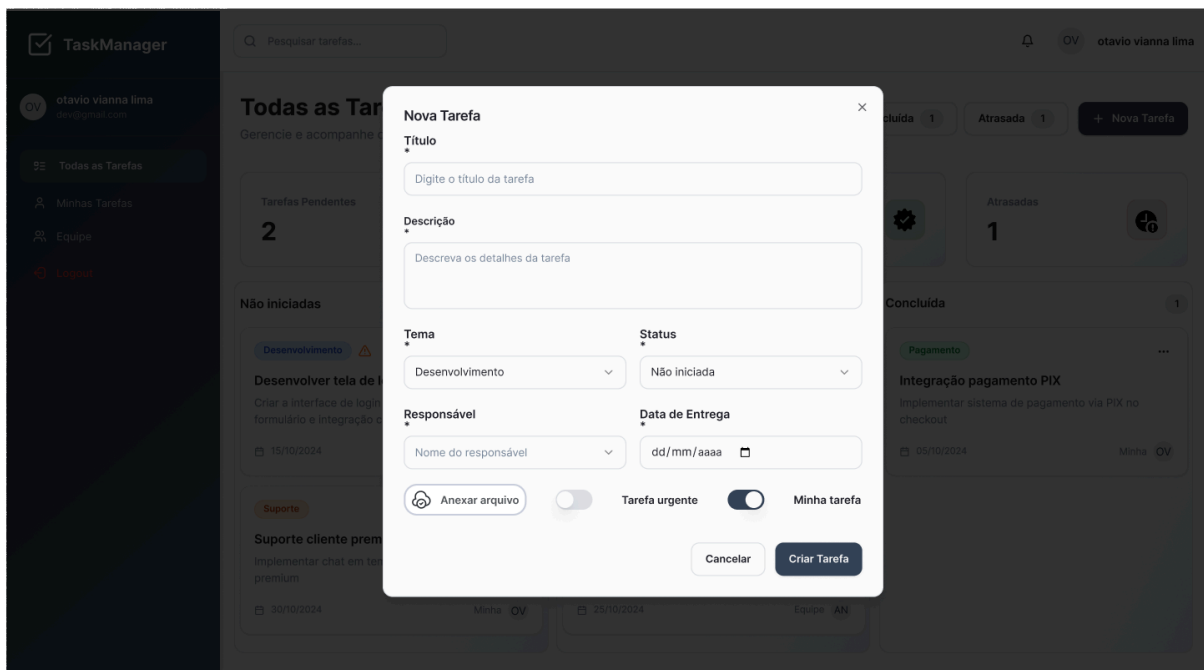 TaskManager
Pesquisar tarefas...
OV
otavio vianna lima
OV
otavio vianna lima
dev@gmail.com
Todas as Tarefas
Minhas Tarefas
Equipe
Logout
Todas as Tar
Gerencie e acompanhe
cluída 1
Atrasada 1
+ Nova Tarefa
Tarefas Pendentes
2
Atrasadas
1
Não iniciadas
Desenvolvimento
Desenvolver tela de l
Criar a interface de login
formulário e integração c
15/10/2024
Suporte
Suporte cliente prem
Implementar chat em te
premium
30/10/2024
Minha OV
25/10/2024
Equipe AN
Concluída
1
Pagamento
...
Integração pagamento PIX
Implementar sistema de pagamento via PIX no
checkout
05/10/2024
Minha OV
Nova Tarefa
Título
*
Digite o título da tarefa
Descrição
*
Descreva os detalhes da tarefa
Tema
*
Desenvolvimento
Status
*
Não iniciada
Responsável
*
Nome do responsável
Data de Entrega
*
dd/mm/aaaa
Anexar arquivo
Tarefa urgente
Minha tarefa
Cancelar
Criar Tarefa